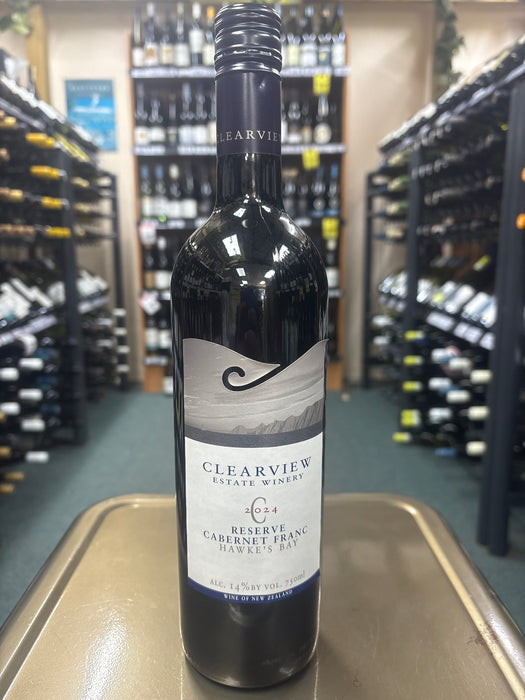 CLEARVIEW
CLEARVIEW
ESTATE WINERY
2024
C
RESERVE
CABERNET FRANC
HAWKE'S BAY
ALC. 14% BY VOL. 750ml
WINE OF NEW ZEALAND